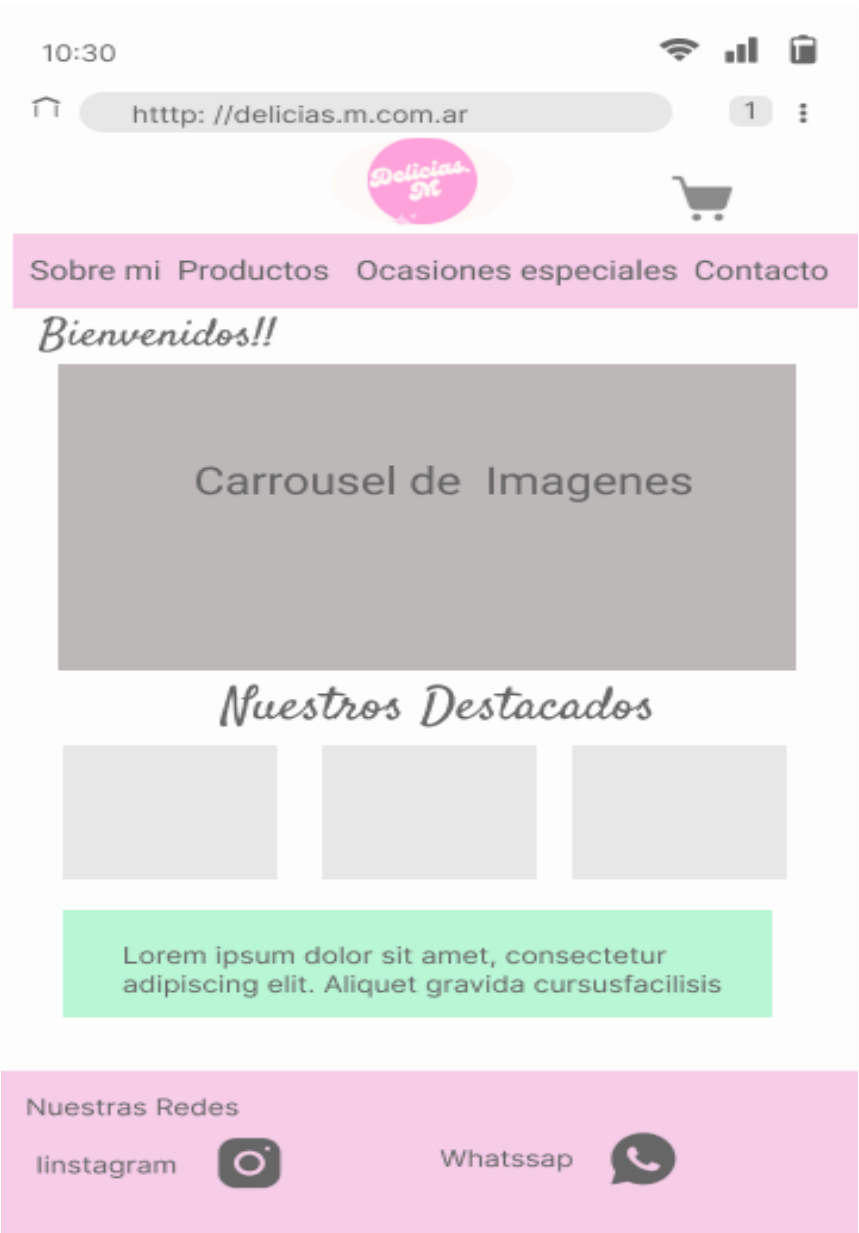 10:30
htttp: //delicias.m.com.ar
1
Delicias.
M
Sobre mi Productos Ocasiones especiales Contacto
Bienvenidos!!
Carrousel de Imagenes
Nuestros Destacados
Lorem ipsum dolor sit amet, consectetur
adipiscing elit. Aliquet gravida cursusfacilisis
Nuestras Redes
Iinstagram
Whatssap